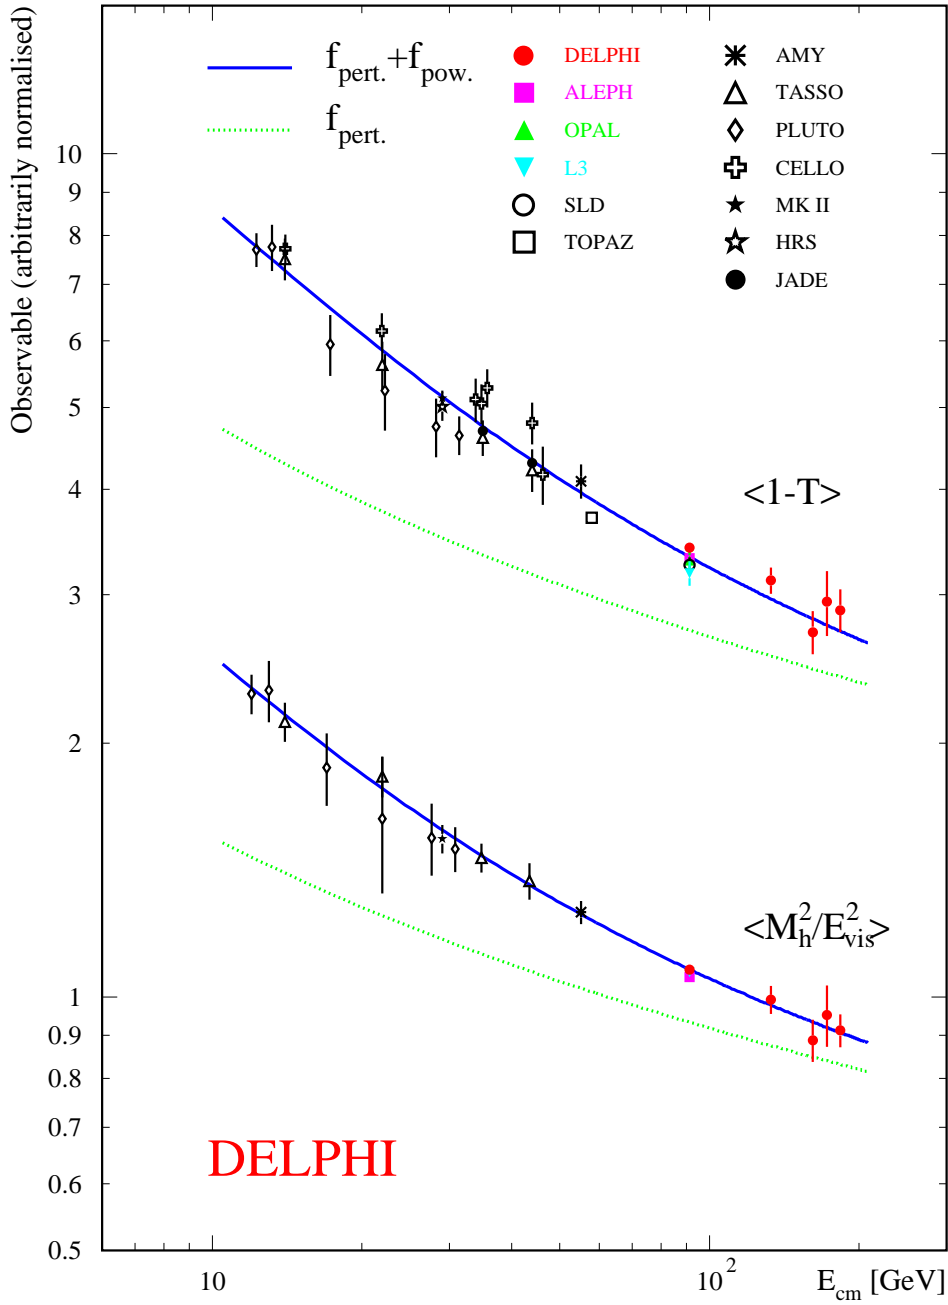 Observable (arbitrarily normalised)
f_pert.+f_pow.
f_pert.
DELPHI
ALEPH
OPAL
L3
SLD
TOPAZ
AMY
TASSO
PLUTO
CELLO
MK II
HRS
JADE
10
9
8
7
6
5
4
3
2
1
0.9
0.8
0.7
0.6
0.5
<1-T>
<M_h^2/E_vis^2>
DELPHI
10
10^2
E_cm [GeV]